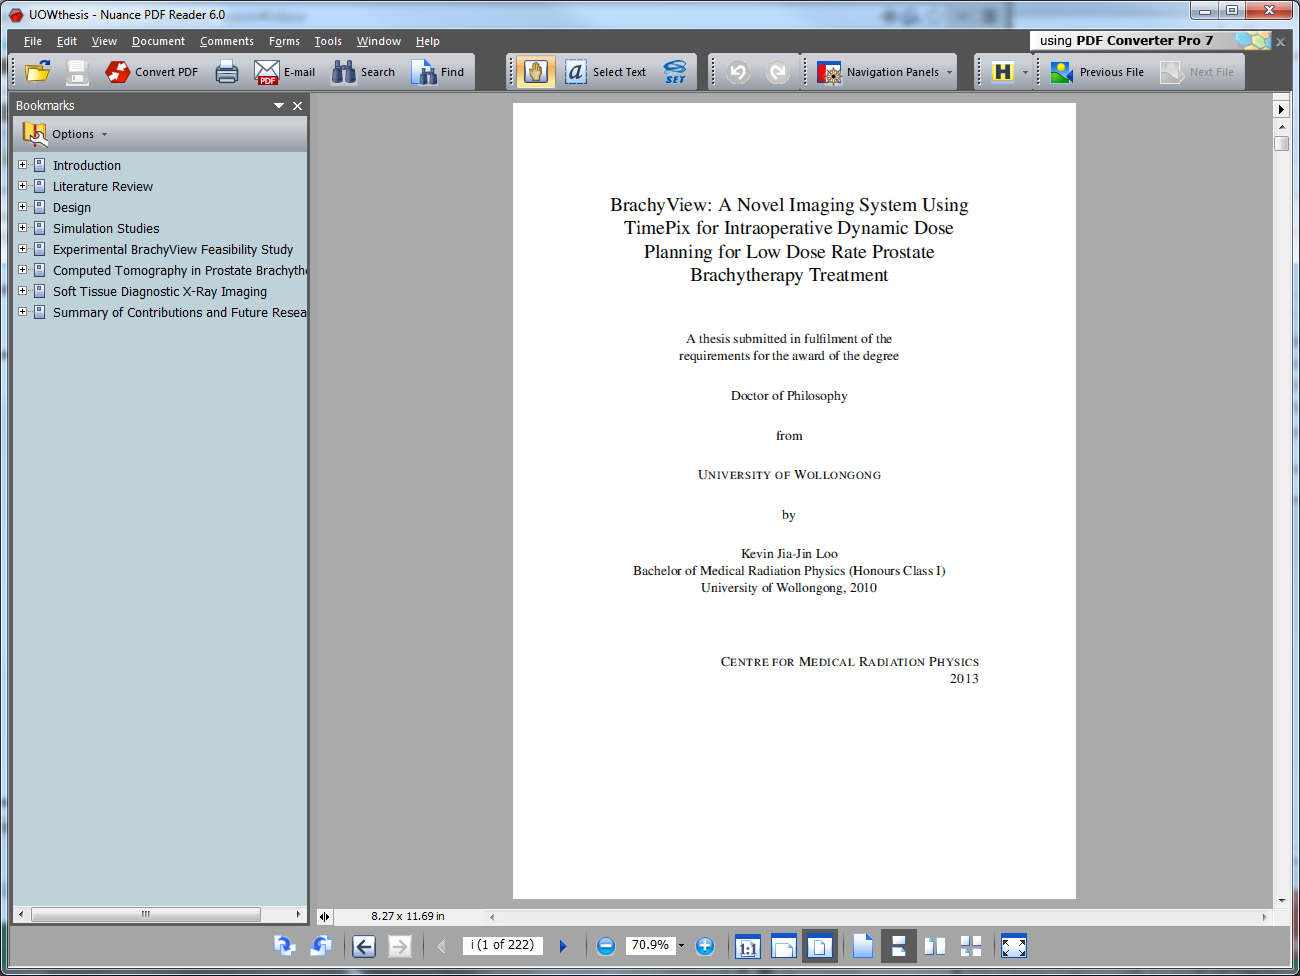 UOWthesis - Nuance PDF Reader 6.0
File Edit View Document Comments Forms Tools Window Help
using PDF Converter Pro 7
Convert PDF
PDF
E-mail
Search
Find
a
Select Text
SET
Navigation Panels
H
Previous File
Next File
Bookmarks
Options
Introduction
Literature Review
Design
Simulation Studies
Experimental BrachyView Feasibility Study
Computed Tomography in Prostate Brachythe
Soft Tissue Diagnostic X-Ray Imaging
Summary of Contributions and Future Resea
BrachyView: A Novel Imaging System Using
TimePix for Intraoperative Dynamic Dose
Planning for Low Dose Rate Prostate
Brachytherapy Treatment
A thesis submitted in fulfilment of the
requirements for the award of the degree
Doctor of Philosophy
from
UNIVERSITY OF WOLLONGONG
by
Kevin Jia-Jin Loo
Bachelor of Medical Radiation Physics (Honours Class I)
University of Wollongong, 2010
CENTRE FOR MEDICAL RADIATION PHYSICS
2013
8.27 x 11.69 in
i (1 of 222)
70.9%
1:1